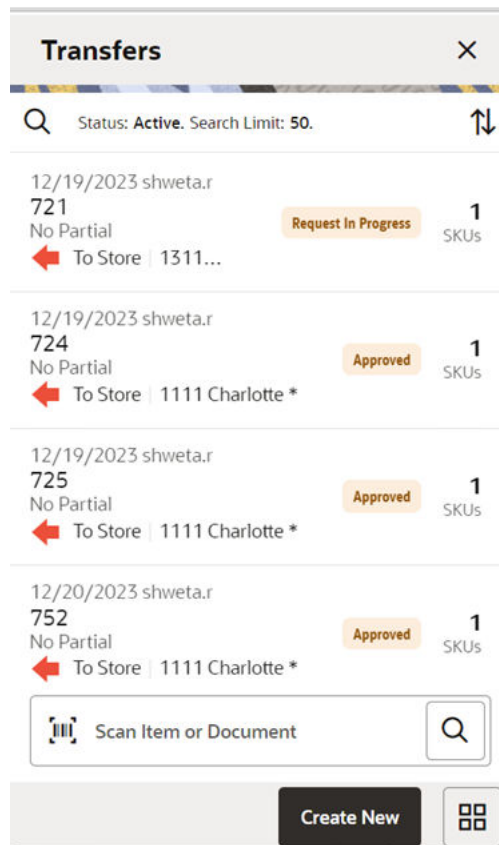 Transfers
Status: Active. Search Limit: 50.
12/19/2023 shweta.r
721
No Partial
To Store 1311...
Request In Progress
1
SKUs
12/19/2023 shweta.r
724
No Partial
To Store 1111 Charlotte *
Approved
1
SKUs
12/19/2023 shweta.r
725
No Partial
To Store 1111 Charlotte *
Approved
1
SKUs
12/20/2023 shweta.r
752
No Partial
To Store 1111 Charlotte *
Approved
1
SKUs
Scan Item or Document
Create New